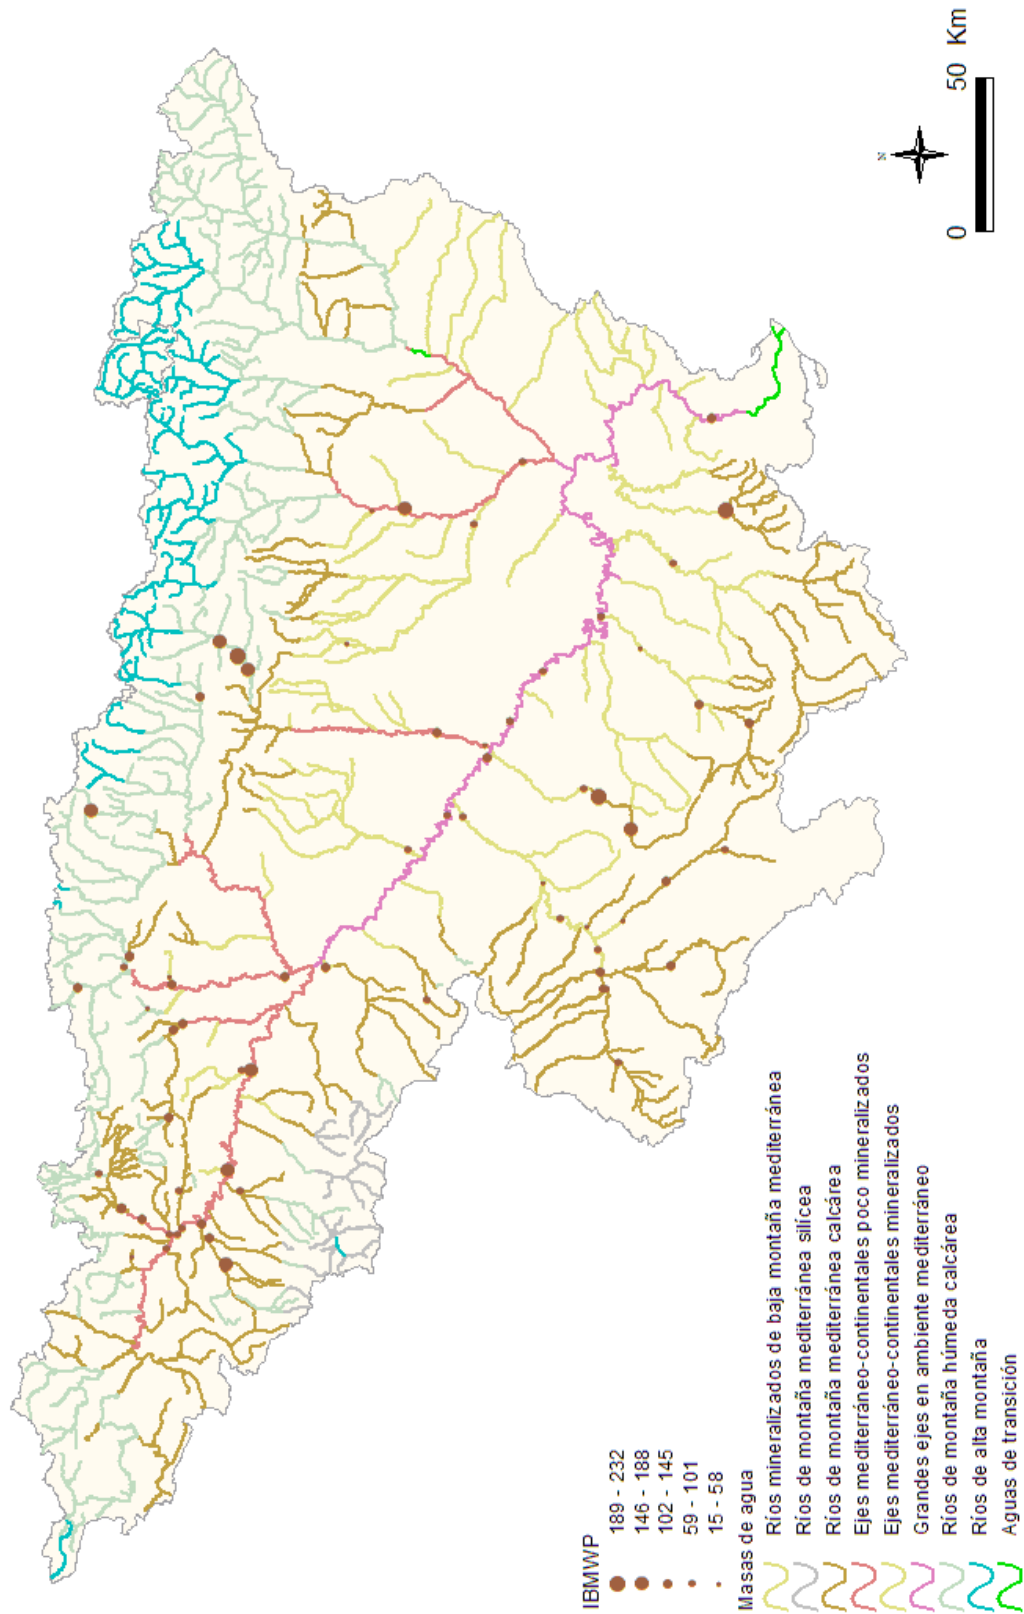 N
0 50 Km
IBMWP
189 - 232
146 - 188
102 - 145
59 - 101
15 - 58
Masas de agua
Ríos mineralizados de baja montaña mediterránea
Ríos de montaña mediterránea silícea
Ríos de montaña mediterránea calcárea
Ejes mediterráneo-continentales poco mineralizados
Ejes mediterráneo-continentales mineralizados
Grandes ejes en ambiente mediterráneo
Ríos de montaña húmeda calcárea
Ríos de alta montaña
Aguas de transición